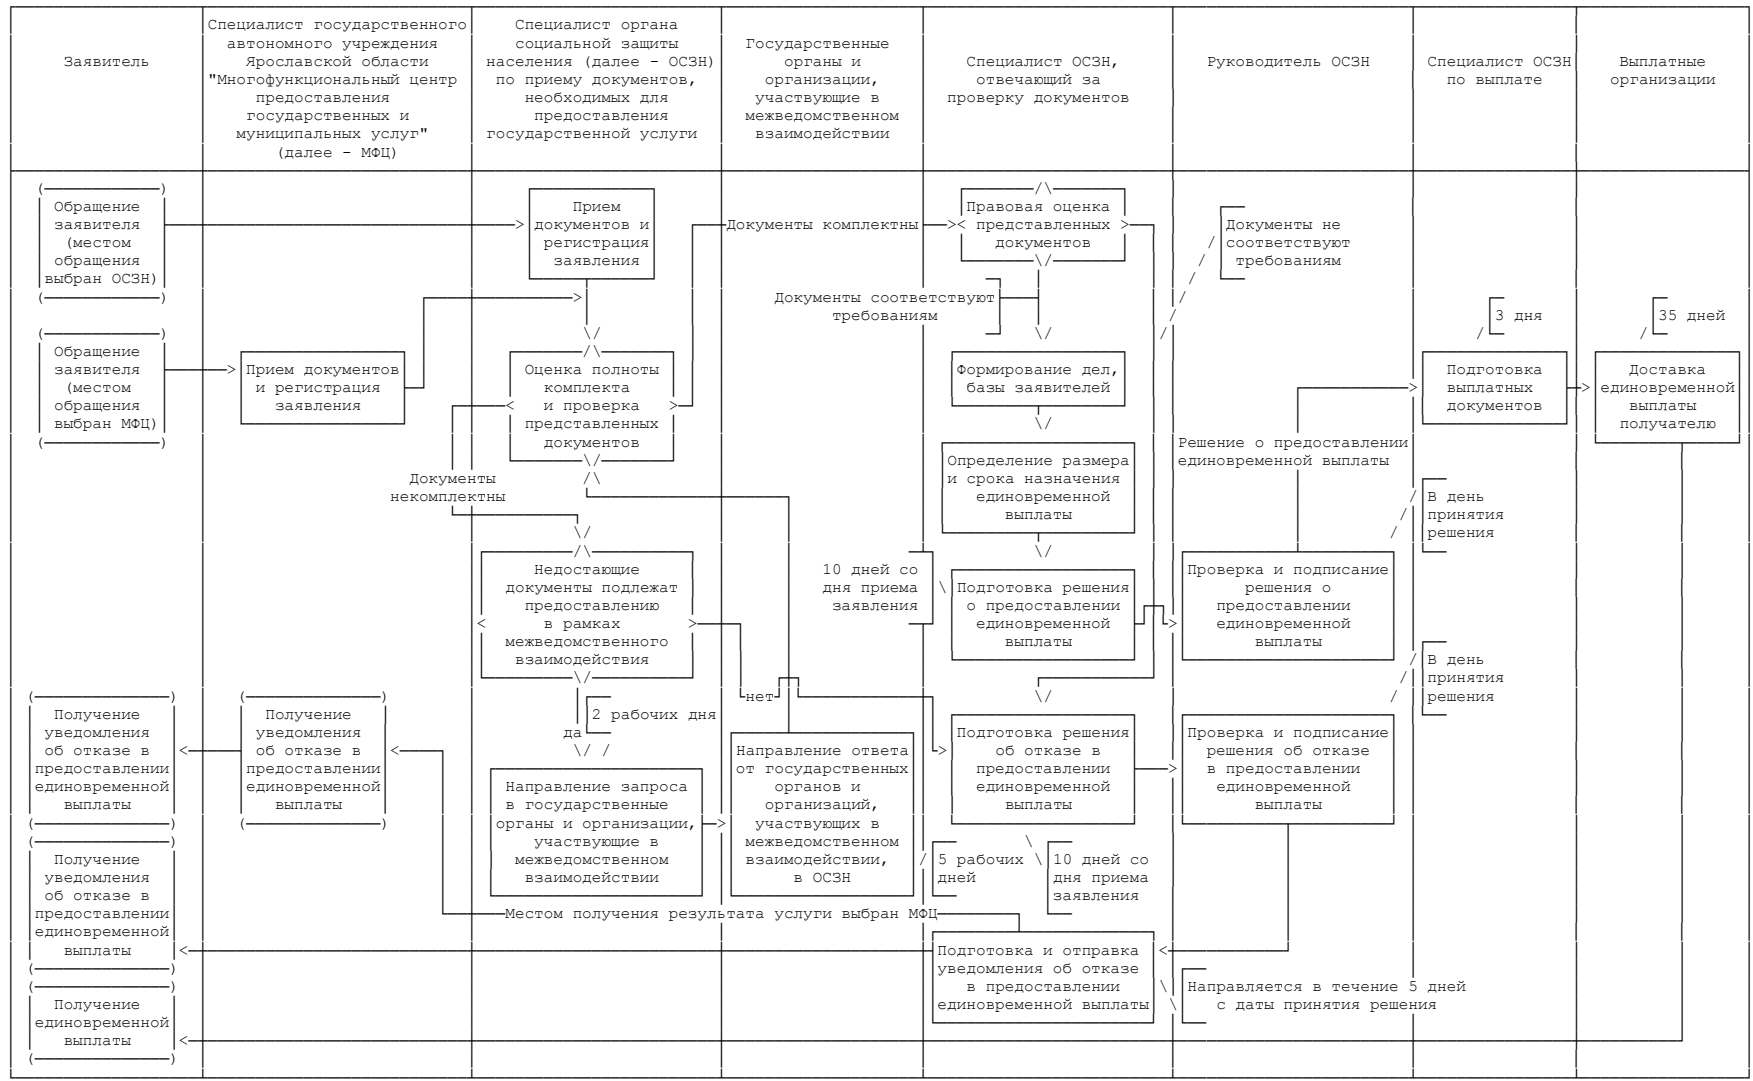 Заявитель
Специалист государственного
автономного учреждения
Ярославской области
"Многофункциональный центр
предоставления
государственных и
муниципальных услуг"
(далее - МФЦ)
Специалист органа
социальной защиты
населения (далее - ОСЗН)
по приему документов,
необходимых для
предоставления
государственной услуги
Государственные
органы и
организации,
участвующие в
межведомственном
взаимодействии
Специалист ОСЗН,
отвечающий за
проверку документов
Руководитель ОСЗН
Специалист ОСЗН
по выплате
Выплатные
организации
Обращение
заявителя
(местом
обращения
выбран ОСЗН)
Прием
документов и
регистрация
заявления
Документы комплектны
Правовая оценка
представленных
документов
Документы не
соответствуют
требованиям
Документы соответствуют
требованиям
3 дня
35 дней
Обращение
заявителя
(местом
обращения
выбран МФЦ)
Прием документов
и регистрация
заявления
Оценка полноты
комплекта
и проверка
представленных
документов
Формирование дел,
базы заявителей
Подготовка
выплатных
документов
Доставка
единовременной
выплаты
получателю
Решение о предоставлении
единовременной выплаты
Определение размера
и срока назначения
единовременной
выплаты
Документы
некомплектны
В день
принятия
решения
Недостающие
документы подлежат
предоставлению
в рамках
межведомственного
взаимодействия
10 дней со
дня приема
заявления
Подготовка решения
о предоставлении
единовременной
выплаты
Проверка и подписание
решения о
предоставлении
единовременной
выплаты
В день
принятия
решения
нет
2 рабочих дня
да
Получение
уведомления
об отказе в
предоставлении
единовременной
выплаты
Получение
уведомления
об отказе в
предоставлении
единовременной
выплаты
Направление запроса
в государственные
органы и организации,
участвующие в
межведомственном
взаимодействии
Направление ответа
от государственных
органов и
организаций,
участвующих в
межведомственном
взаимодействии,
в ОСЗН
Подготовка решения
об отказе в
предоставлении
единовременной
выплаты
Проверка и подписание
решения об отказе
в предоставлении
единовременной
выплаты
5 рабочих
дней
10 дней со
дня приема
заявления
Получение
уведомления
об отказе в
предоставлении
единовременной
выплаты
Местом получения результата услуги выбран МФЦ
Подготовка и отправка
уведомления об отказе
в предоставлении
единовременной выплаты
Направляется в течение 5 дней
с даты принятия решения
Получение
единовременной
выплаты